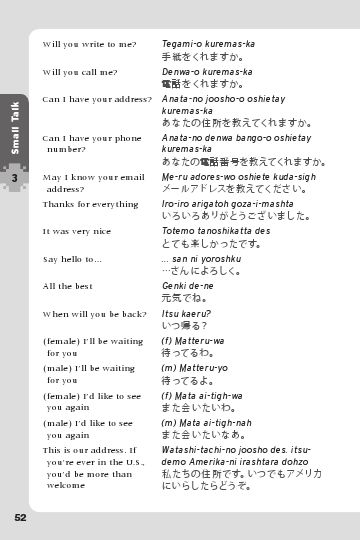 Small Talk
3
Will you write to me?
Tegami-o kuremas-ka
手紙をくれますか。
Will you call me?
Denwa-o kuremas-ka
電話をくれますか。
Can I have your address?
Anata-no joosho-o oshietay
kuremas-ka
あなたの住所を教えてくれますか。
Can I have your phone
number?
Anata-no denwa bango-o oshietay
kuremas-ka
あなたの電話番号を教えてくれますか。
May I know your email
address?
Me-ru adores-wo oshiete kuda-sigh
メールアドレスを教えてください。
Thanks for everything
Iro-iro arigatoh goza-i-mashta
いろいろありがとうございました。
It was very nice
Totemo tanoshikatta des
とても楽しかったです。
Say hello to…
… san ni yoroshku
…さんによろしく。
All the best
Genki de-ne
元気でね。
When will you be back?
Itsu kaeru?
いつ帰る？
(female) I'll be waiting
for you
(f) Matteru-wa
待ってるわ。
(male) I'll be waiting
for you
(m) Matteru-yo
待ってるよ。
(female) I'd like to see
you again
(f) Mata ai-tigh-wa
また会いたいわ。
(male) I'd like to see
you again
(m) Mata ai-tigh-nah
また会いたいなあ。
This is our address. If
you're ever in the U.S.,
you'd be more than
welcome
Watashi-tachi-no joosho des. itsu-
demo Amerika-ni irashtara dohzo
私たちの住所です。いつでもアメリカ
にいらしたらどうぞ。
52